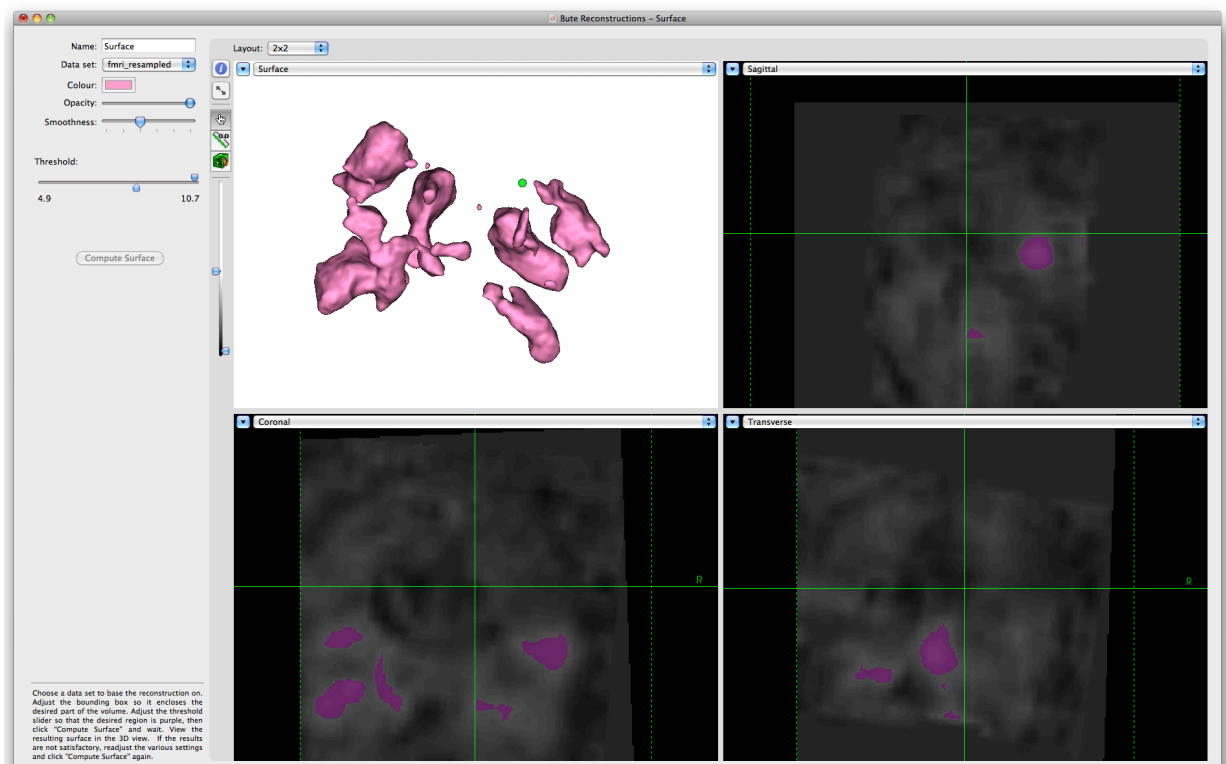 Bute Reconstructions – Surface
Name: Surface
Data set: fmri_resampled
Colour:
Opacity:
Smoothness:
Threshold:
4.9 10.7
Compute Surface
Choose a data set to base the reconstruction on.
Adjust the bounding box so it encloses the
desired part of the volume. Adjust the threshold
slider so that the desired region is purple, then
click "Compute Surface" and wait. View the
resulting surface in the 3D view. If the results
are not satisfactory, readjust the various settings
and click "Compute Surface" again.
Layout: 2x2
Surface
Sagittal
Coronal
R
Transverse
R